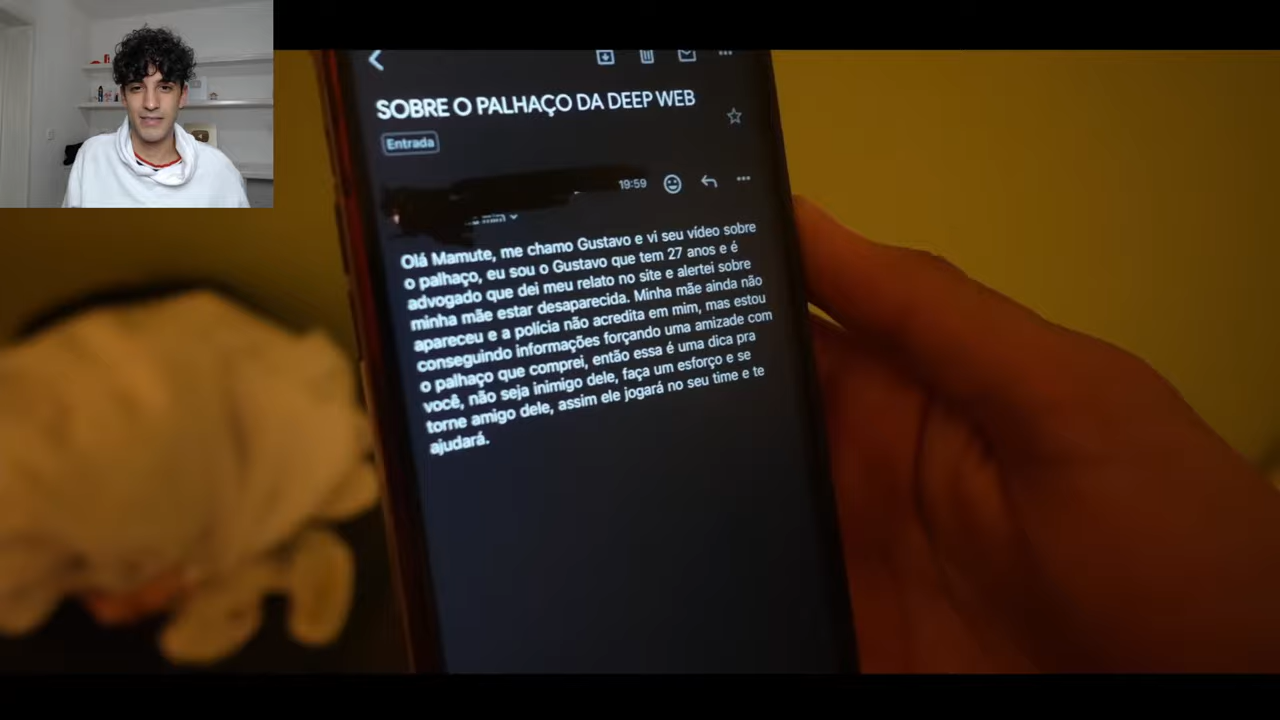 SOBRE O PALHAÇO DA DEEP WEB
Entrada
19:59
Olá Mamute, me chamo Gustavo e vi seu vídeo sobre
o palhaço, eu sou o Gustavo que tem 27 anos e é
advogado que dei meu relato no site e alertei sobre
minha mãe estar desaparecida. Minha mãe ainda não
apareceu e a polícia não acredita em mim, mas estou
conseguindo informações forçando uma amizade com
o palhaço que comprei, então essa é uma dica pra
você, não seja inimigo dele, faça um esforço e se
torne amigo dele, assim ele jogará no seu time e te
ajudará.